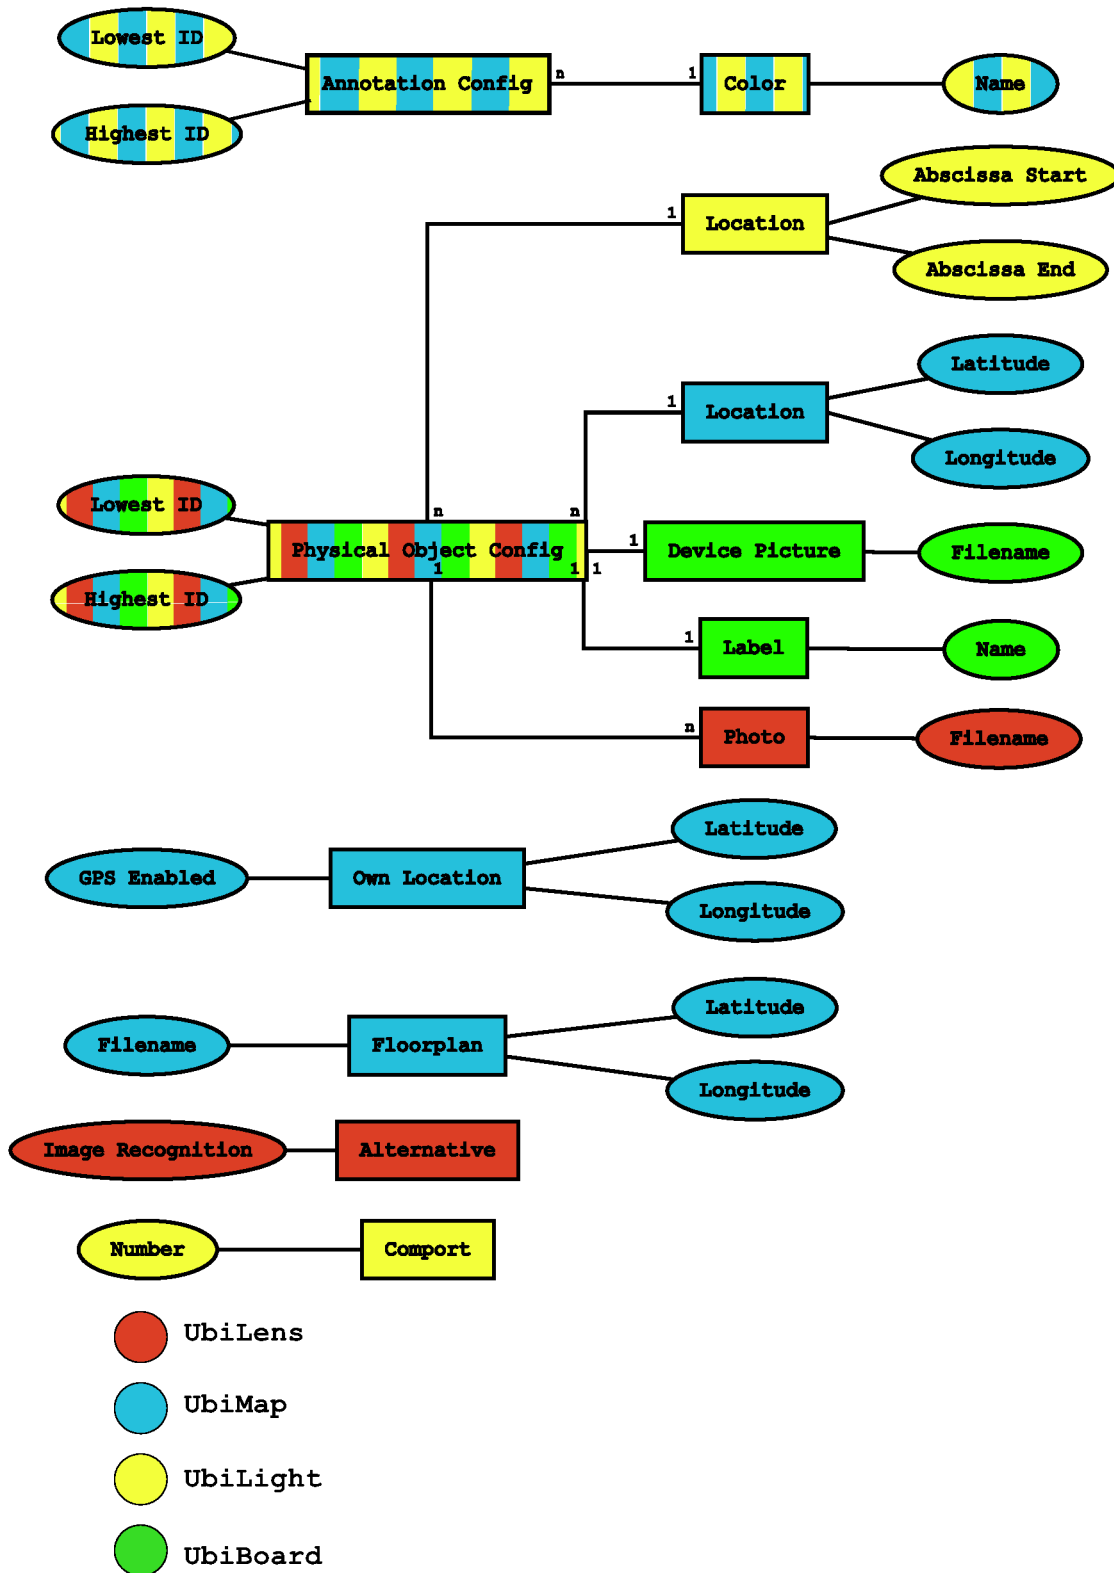 Lowest ID
Annotation Config
n
1
Color
Name
Highest ID
Abscissa Start
1
Location
Abscissa End
Latitude
1
Location
Longitude
Lowest ID
n
n
Physical Object Config
1
1
1
1
Device Picture
Filename
Highest ID
1
Label
Name
n
Photo
Filename
Latitude
GPS Enabled
Own Location
Longitude
Latitude
Filename
Floorplan
Longitude
Image Recognition
Alternative
Number
Comport
UbiLens
UbiMap
UbiLight
UbiBoard